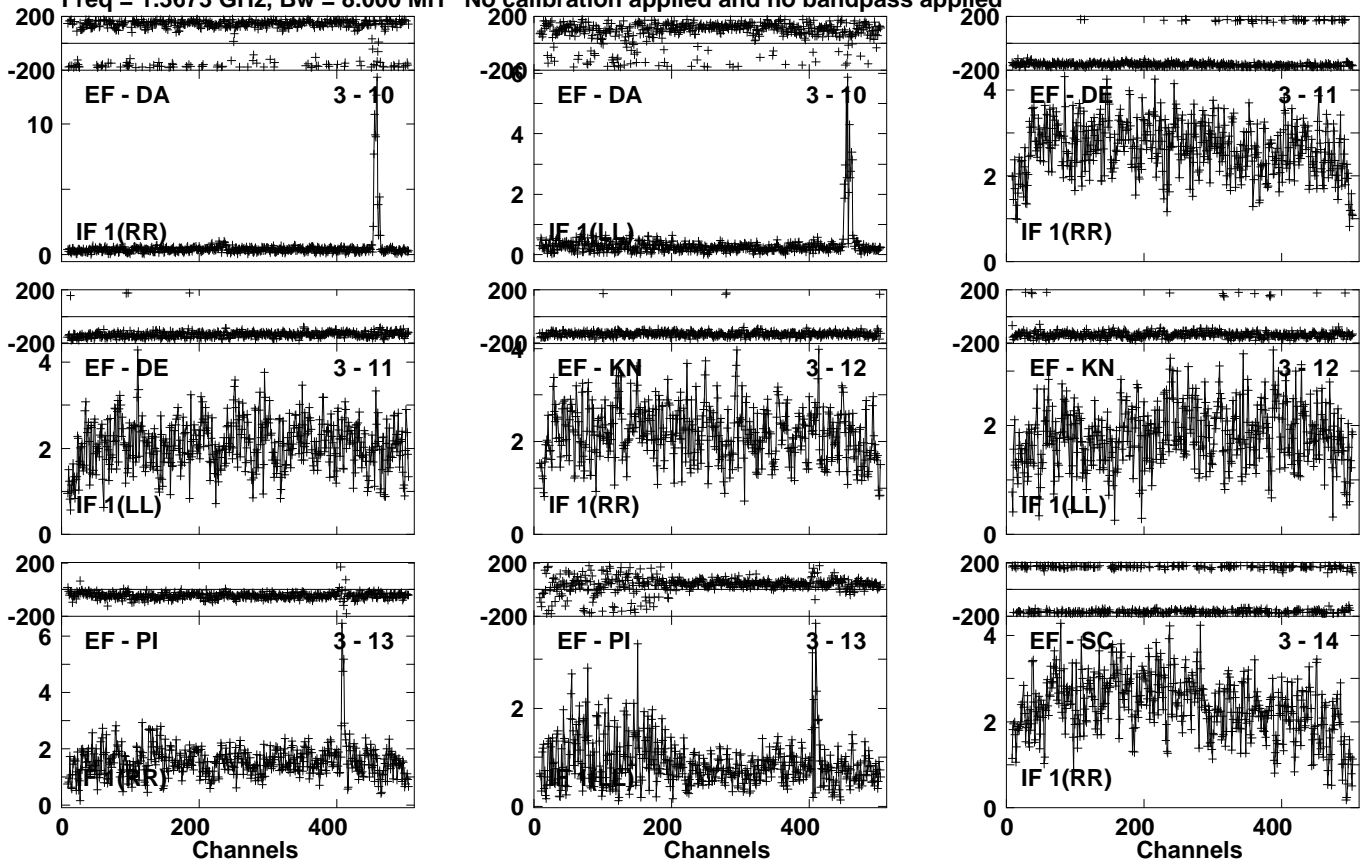 Freq = 1.5673 GHz, Bw = 8.000 MH No calibration applied and no bandpass applied
200
-200
EF - DA 3 - 10
10
0
IF 1(RR)
200
-200
6
EF - DA 3 - 10
4
2
0
IF 1(LL)
200
-200
4
EF - DE 3 - 11
2
0
IF 1(RR)
200
-200
4
EF - DE 3 - 11
2
0
IF 1(LL)
200
-200
4
EF - KN 3 - 12
2
0
IF 1(RR)
200
-200
EF - KN 3 - 12
2
0
IF 1(LL)
200
-200
6
EF - PI 3 - 13
4
2
0
IF 1(RR)
0 200 400
Channels
200
-200
EF - PI 3 - 13
2
0
IF 1(LL)
0 200 400
Channels
200
-200
4
EF - SC 3 - 14
2
0
IF 1(RR)
0 200 400
Channels